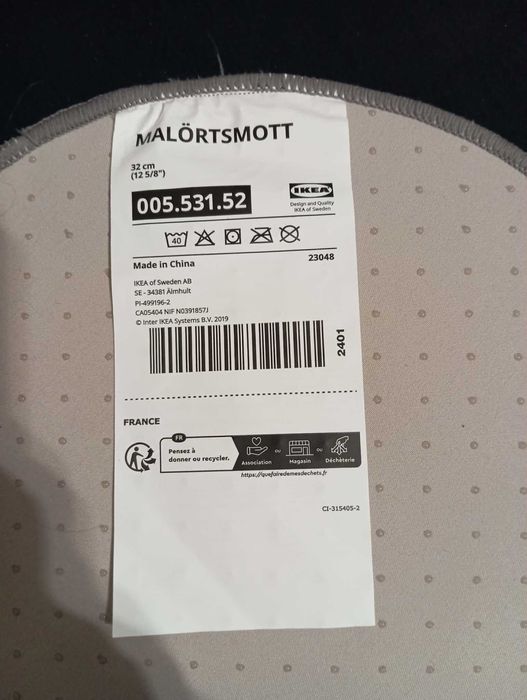 MALÖRTSMOTT
32 cm
(12 5/8")
005.531.52
IKEA
Design and Quality
IKEA of Sweden
40
Made in China
23048
IKEA of Sweden AB
SE - 34381 Älmhult
PI-499196-2
CA05404 NIF N0391857J
© Inter IKEA Systems B.V. 2019
2401
FRANCE
FR
Pensez à
donner ou recycler.
Association
ou
Magasin
ou
Déchèterie
https://quefairedemesdechets.fr
CI-315405-2